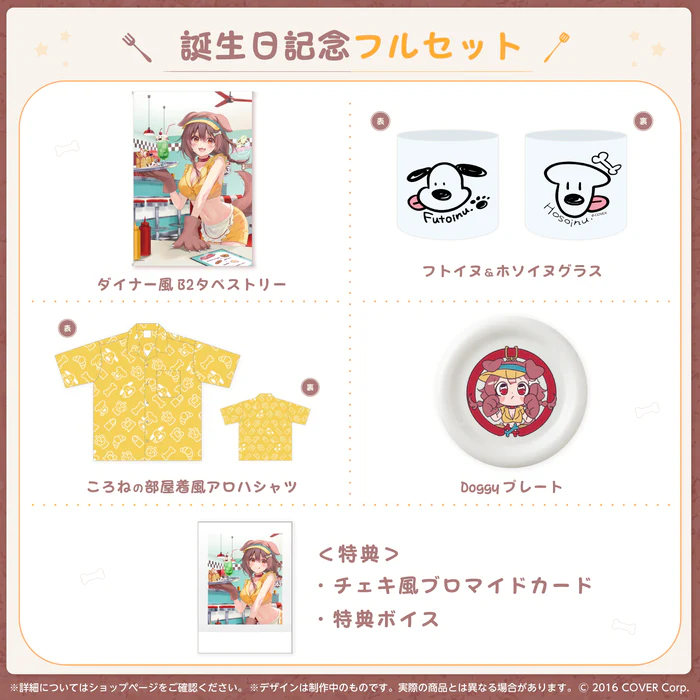 誕生日記念フルセット
ダイナー風 B2タペストリー
表
裏
Futoinu.
Hosoinu.
©COVER
フトイヌ&ホソイヌグラス
表
裏
ころねの部屋着風アロハシャツ
Doggy プレート
＜特典＞
・チェキ風ブロマイドカード
・特典ボイス
※詳細についてはショップページをご確認ください。※デザインは制作中のものです。実際の商品とは異なる場合があります。 © 2016 COVER Corp.